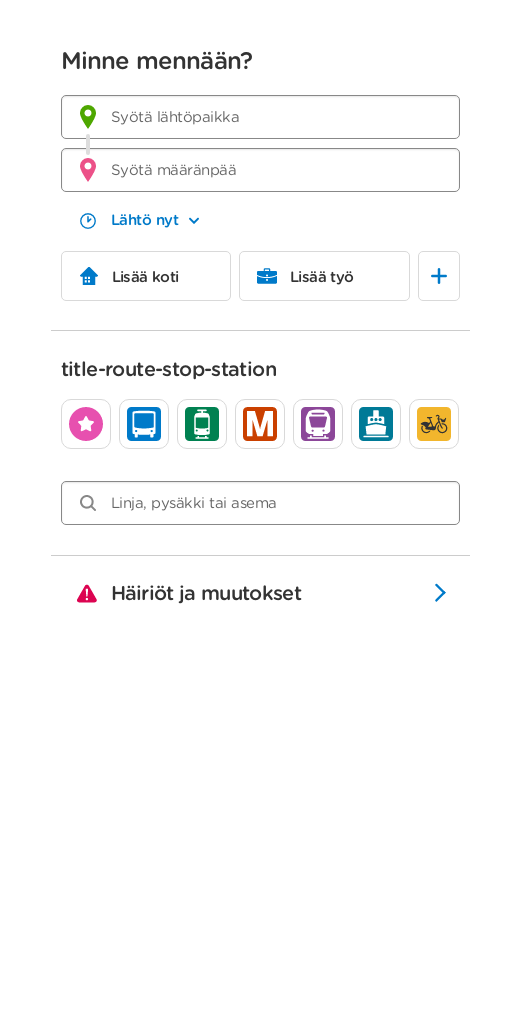 Minne mennään?
Syötä lähtöpaikka
Syötä määränpää
Lähtö nyt
Lisää koti
Lisää työ
title-route-stop-station
M
Linja, pysäkki tai asema
Häiriöt ja muutokset